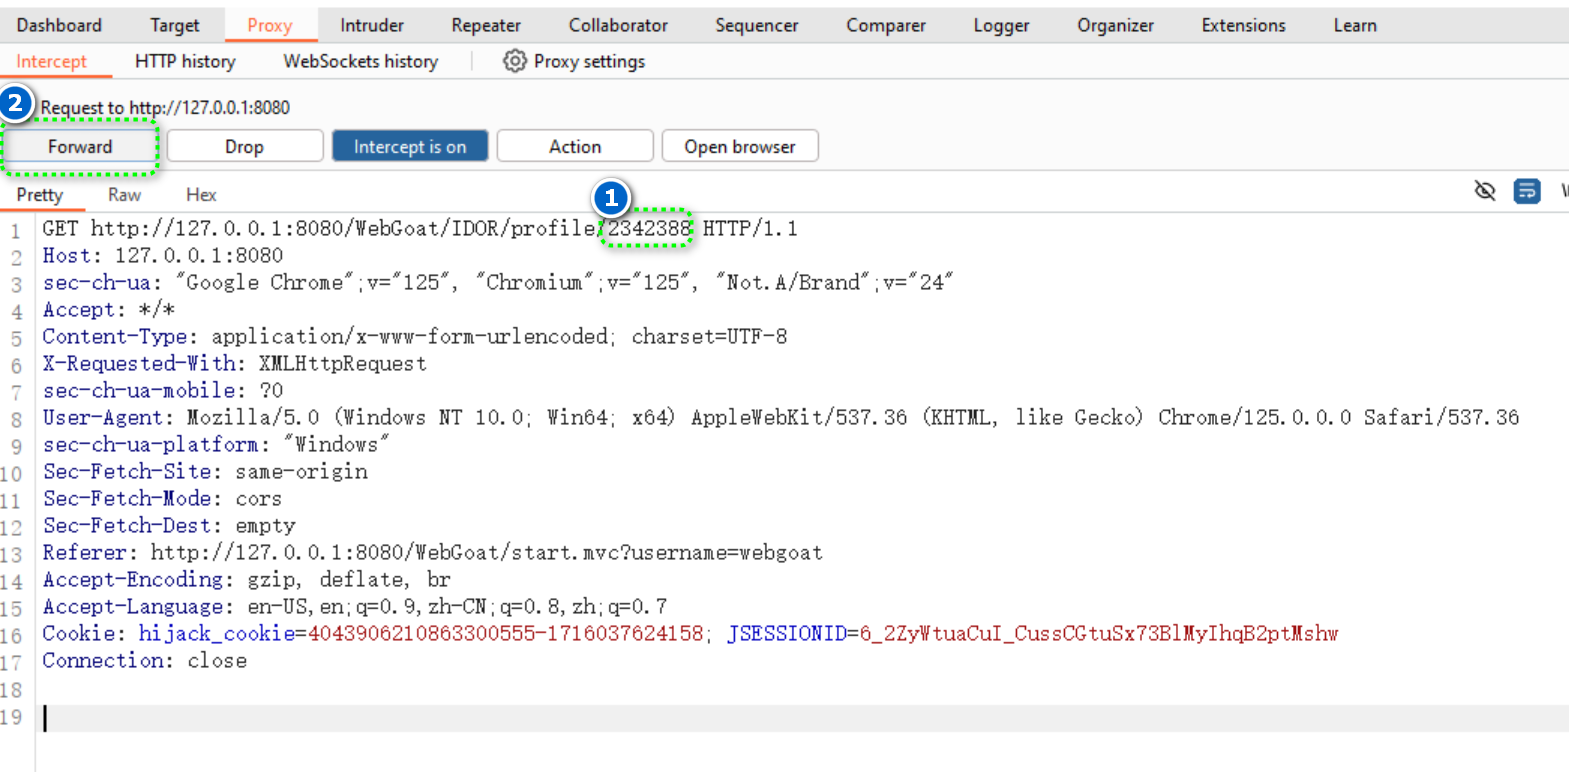 Dashboard Target Proxy Intruder Repeater Collaborator Sequencer Comparer Logger Organizer Extensions Learn
Intercept HTTP history WebSockets history Proxy settings
2 Request to http://127.0.0.1:8080
Forward Drop Intercept is on Action Open browser
Pretty Raw Hex
1
1 GET http://127.0.0.1:8080/WebGoat/IDOR/profile/2342388 HTTP/1.1
2 Host: 127.0.0.1:8080
3 sec-ch-ua: "Google Chrome";v="125", "Chromium";v="125", "Not.A/Brand";v="24"
4 Accept: */*
5 Content-Type: application/x-www-form-urlencoded; charset=UTF-8
6 X-Requested-With: XMLHttpRequest
7 sec-ch-ua-mobile: ?0
8 User-Agent: Mozilla/5.0 (Windows NT 10.0; Win64; x64) AppleWebKit/537.36 (KHTML, like Gecko) Chrome/125.0.0.0 Safari/537.36
9 sec-ch-ua-platform: "Windows"
10 Sec-Fetch-Site: same-origin
11 Sec-Fetch-Mode: cors
12 Sec-Fetch-Dest: empty
13 Referer: http://127.0.0.1:8080/WebGoat/start.mvc?username=webgoat
14 Accept-Encoding: gzip, deflate, br
15 Accept-Language: en-US,en;q=0.9,zh-CN;q=0.8,zh;q=0.7
16 Cookie: hijack_cookie=4043906210863300555-1716037624158; JSESSIONID=6_2ZyWtuaCuI_CussCGtuSx73BlMyIhqB2ptMshw
17 Connection: close
18
19